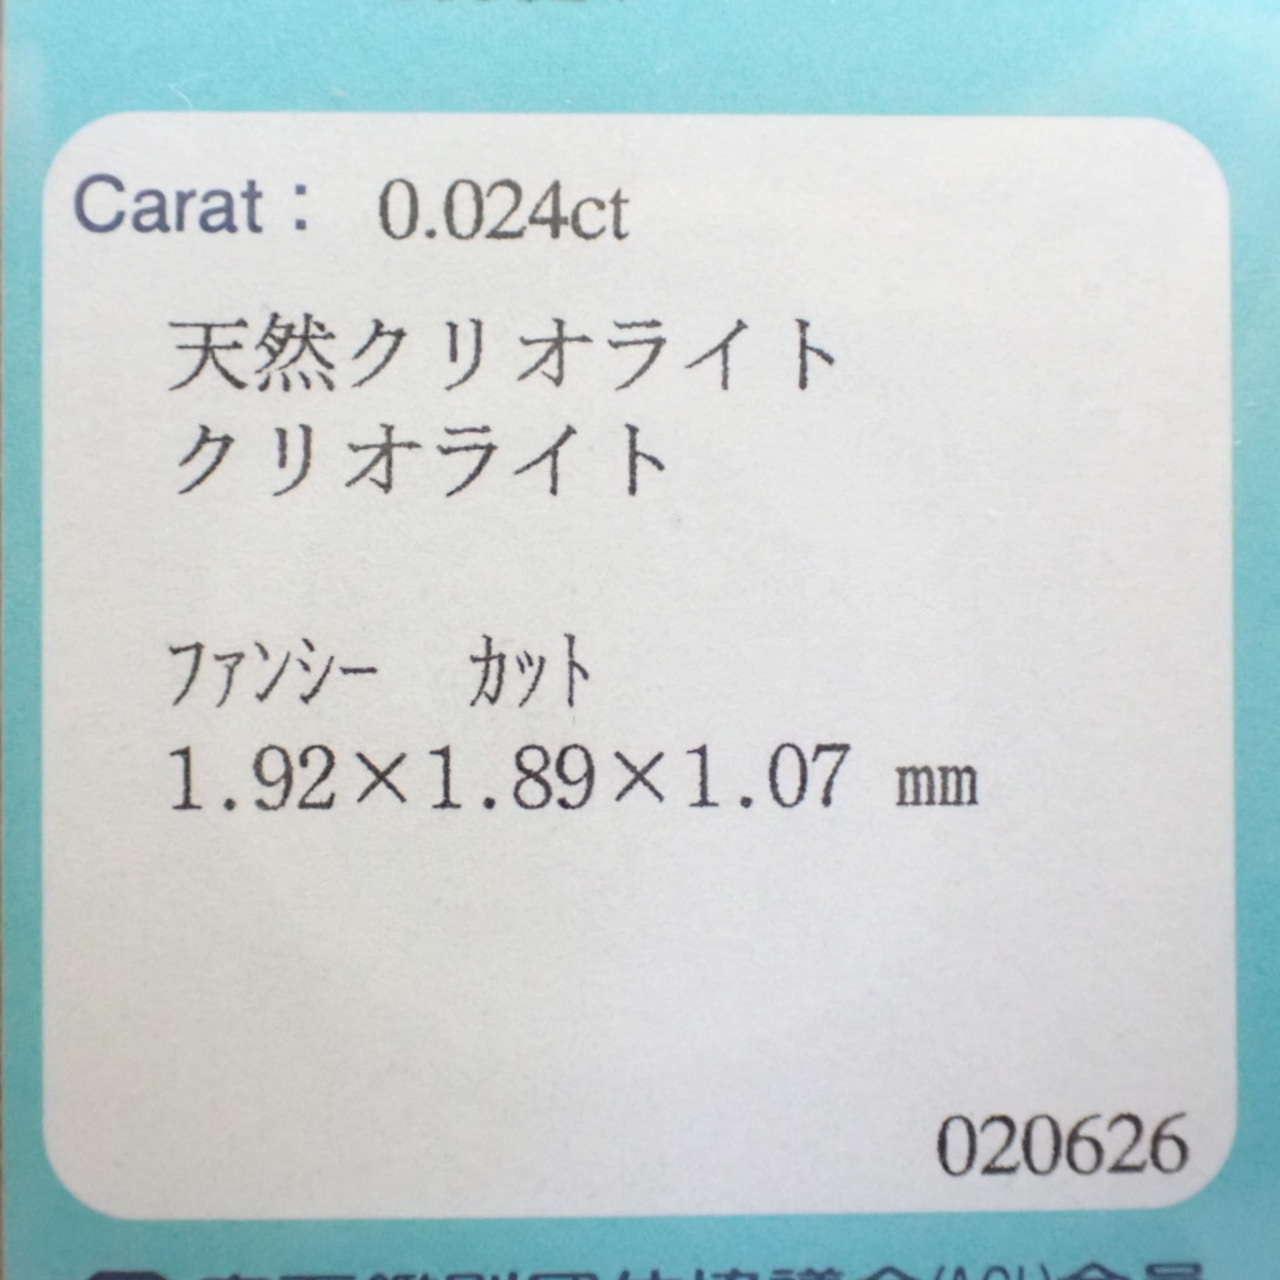 Carat： 0.024ct
天然クリオライト
クリオライト
ファンシー カット
1.92×1.89×1.07 mm
020626